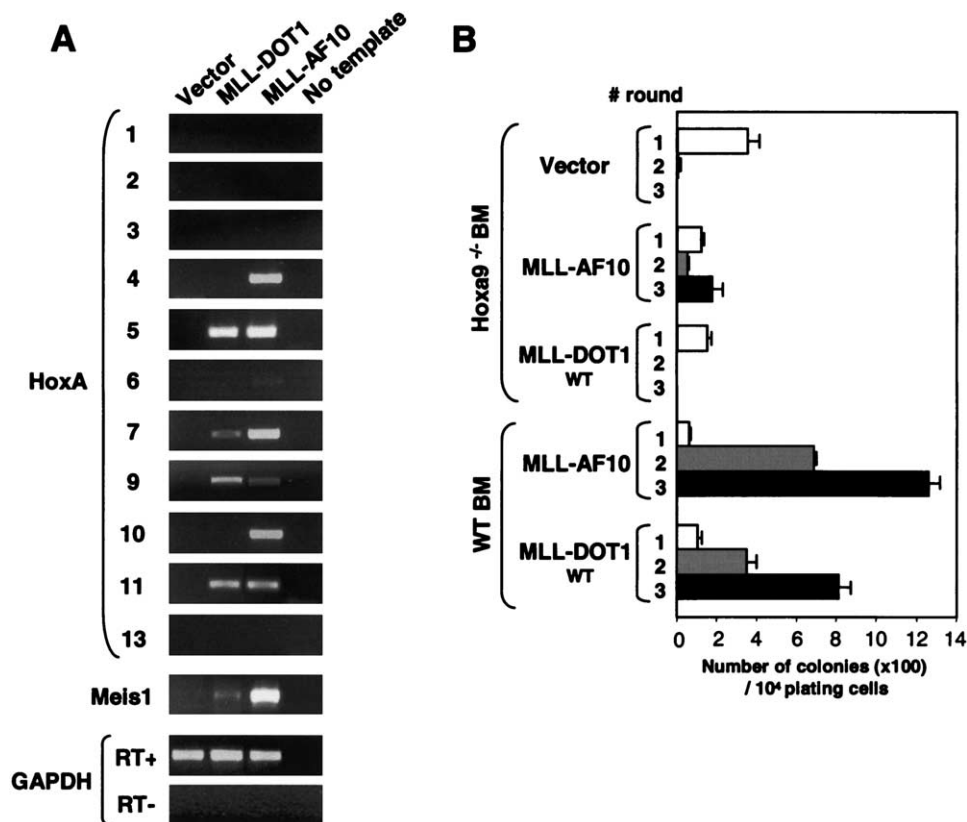 A
Vector
MLL-DOT1
MLL-AF10
No template
HoxA
1
2
3
4
5
6
7
9
10
11
13
Meis1
GAPDH
RT+
RT-
B
# round
Hoxa9 -/- BM
Vector
1
2
3
MLL-AF10
1
2
3
MLL-DOT1
WT
1
2
3
WT BM
MLL-AF10
1
2
3
MLL-DOT1
WT
1
2
3
0 2 4 6 8 10 12 14
Number of colonies (x100)
/ 10⁴ plating cells